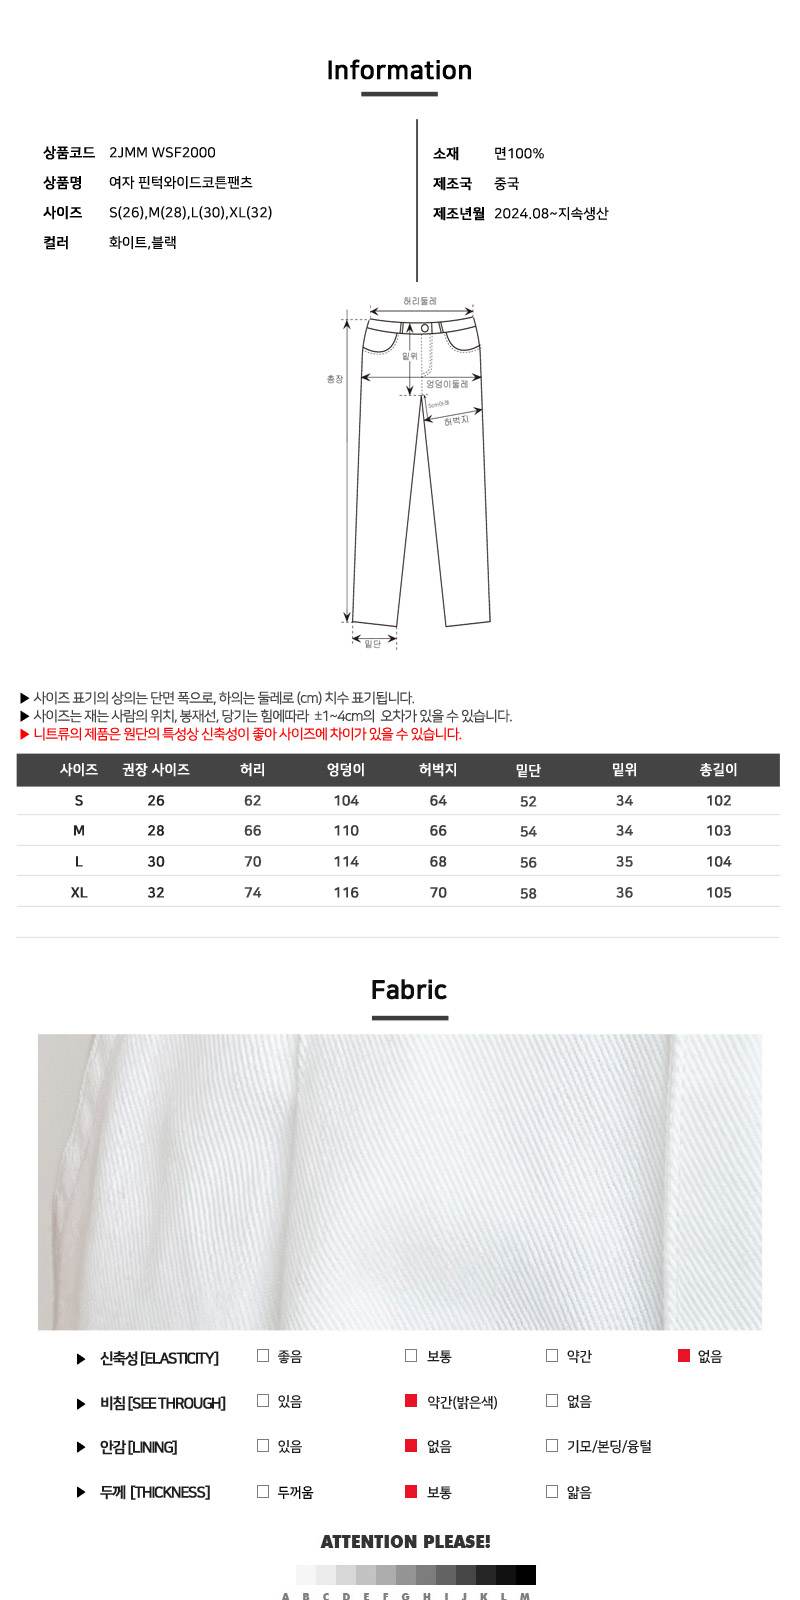 Information
상품코드 2JMM WSF2000
상품명 여자 핀턱와이드코튼팬츠
사이즈 S(26),M(28),L(30),XL(32)
컬러 화이트,블랙
소재 면100%
제조국 중국
제조년월 2024.08~지속생산
허리둘레
밑위
총장
엉덩이둘레
허벅지
밑단
▶ 사이즈 표기의 상의는 단면 폭으로, 하의는 둘레로 (cm) 치수 표기됩니다.
▶ 사이즈는 재는 사람의 위치, 봉재선, 당기는 힘에따라 ±1~4cm의 오차가 있을 수 있습니다.
▶ 니트류의 제품은 원단의 특성상 신축성이 좋아 사이즈에 차이가 있을 수 있습니다.
사이즈 권장 사이즈 허리 엉덩이 허벅지 밑단 밑위 총길이
S 26 62 104 64 52 34 102
M 28 66 110 66 54 34 103
L 30 70 114 68 56 35 104
XL 32 74 116 70 58 36 105
Fabric
▶ 신축성 [ELASTICITY] 좋음 보통 약간 없음
▶ 비침 [SEE THROUGH] 있음 약간(밝은색) 없음
▶ 안감 [LINING] 있음 없음 기모/본딩/융털
▶ 두께 [THICKNESS] 두꺼움 보통 얇음
ATTENTION PLEASE!
A B C D E F G H I J K L M